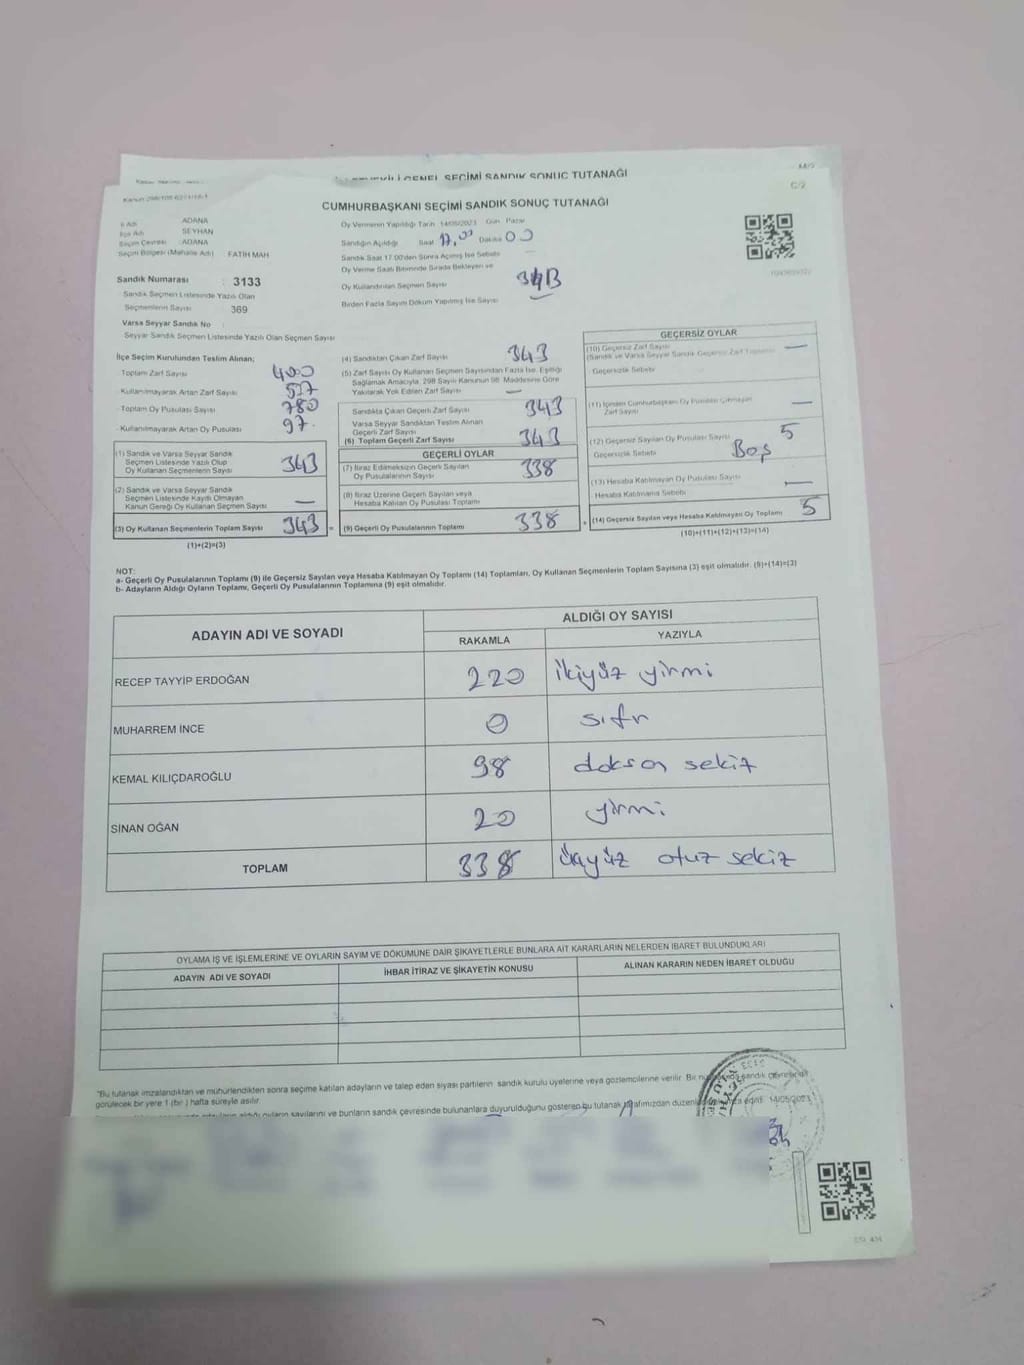 GENEL SEÇİMİ SANDIK SONUÇ TUTANAĞI
C/2
CUMHURBAŞKANI SEÇİMİ SANDIK SONUÇ TUTANAĞI
İl Adı ADANA
İlçe Adı SEYHAN
Seçim Çevresi : ADANA
Seçim Bölgesi (Mahalle Adı) FATİH MAH
Sandık Numarası : 3133
Sandık Seçmen Listesinde Yazılı Olan
Seçmenlerin Sayısı 369
Varsa Seyyar Sandık No
Seyyar Sandık Seçmen Listesinde Yazılı Olan Seçmen Sayısı
Oy Vermenin Yapıldığı Tarih 14/05/2023 Gün Pazar
Sandığın Açıldığı Saat 17.00 Dakika 00
Sandık Saat 17:00'den Sonra Açılmış İse Sebebi
Oy Verme Saati Bitiminde Sırada Bekleyen ve
Oy Kullandırılan Seçmen Sayısı
Birden Fazla Sayım Döküm Yapılmış İse Sayısı
İlçe Seçim Kurulundan Teslim Alınan;
Toplam Zarf Sayısı 400
- Kullanılmayarak Artan Zarf Sayısı
- Toplam Oy Pusulası Sayısı 780
- Kullanılmayarak Artan Oy Pusulası 97
(1) Sandık ve Varsa Seyyar Sandık
Seçmen Listesinde Yazılı Olup
Oy Kullanan Seçmenlerin Sayısı 343
(2) Sandık ve Varsa Seyyar Sandık
Seçmen Listesinde Kayıtlı Olmayan
Kanun Gereği Oy Kullanan Seçmen Sayısı —
(3) Oy Kullanan Seçmenlerin Toplam Sayısı 343 =
(1)+(2)=(3)
(4) Sandıktan Çıkan Zarf Sayısı 343
(5) Zarf Sayısı Oy Kullanan Seçmen Sayısından Fazla İse, Eşitliği
Sağlamak Amacıyla, 298 Sayılı Kanunun 98. Maddesine Göre
Yakılarak Yok Edilen Zarf Sayısı —
Sandıkta Çıkan Geçerli Zarf Sayısı 343
Varsa Seyyar Sandıktan Teslim Alınan
Geçerli Zarf Sayısı
(6) Toplam Geçerli Zarf Sayısı 343
GEÇERLİ OYLAR
(7) İtiraz Edilmeksizin Geçerli Sayılan
Oy Pusulalarının Sayısı 338
(8) İtiraz Üzerine Geçerli Sayılan veya
Hesaba Katılan Oy Pusulası Toplamı
(9) Geçerli Oy Pusulalarının Toplamı 338 +
GEÇERSİZ OYLAR
(10) Geçersiz Zarf Sayısı —
(Sandık ve Varsa Seyyar Sandık Geçersiz Zarf Toplamı)
Geçersizlik Sebebi
(11) İçinden Cumhurbaşkanı Oy Pusulası Çıkmayan
Zarf Sayısı —
(12) Geçersiz Sayılan Oy Pusulası Sayısı 5
Geçersizlik Sebebi Boş
(13) Hesaba Katılmayan Oy Pusulası Sayısı —
Hesaba Katılmama Sebebi
(14) Geçersiz Sayılan veya Hesaba Katılmayan Oy Toplamı 5
(10)+(11)+(12)+(13)=(14)
NOT:
a- Geçerli Oy Pusulalarının Toplamı (9) ile Geçersiz Sayılan veya Hesaba Katılmayan Oy Toplamı (14) Toplamları, Oy Kullanan Seçmenlerin Toplam Sayısına (3) eşit olmalıdır. (9)+(14)=(3)
b- Adayların Aldığı Oyların Toplamı, Geçerli Oy Pusulalarının Toplamına (9) eşit olmalıdır.
ADAYIN ADI VE SOYADI ALDIĞI OY SAYISI
RAKAMLA YAZIYLA
RECEP TAYYİP ERDOĞAN 220 ikiyüz yirmi
MUHARREM İNCE 0 sıfır
KEMAL KILIÇDAROĞLU 98 doksan sekiz
SİNAN OĞAN 20 yirmi
TOPLAM 338 üçyüz otuz sekiz
OYLAMA İŞ VE İŞLEMLERİNE VE OYLARIN SAYIM VE DÖKÜMÜNE DAİR ŞİKAYETLERLE BUNLARA AİT KARARLARIN NELERDEN İBARET BULUNDUKLARI
ADAYIN ADI VE SOYADI İHBAR İTİRAZ VE ŞİKAYETİN KONUSU ALINAN KARARIN NEDEN İBARET OLDUĞU
"Bu tutanak imzalandıktan ve mühürlendikten sonra seçime katılan adayların ve talep eden siyasi partilerin sandık kurulu üyelerine veya gözlemcilerine verilir. Bir sandık çevresinde
görülecek bir yere 1 (bir) hafta süreyle asılır.
aldığı oyların sayılarını ve bunların sandık çevresinde bulunanlara duyurulduğunu gösteren bu tutanak tarafımızdan 14/05/2023